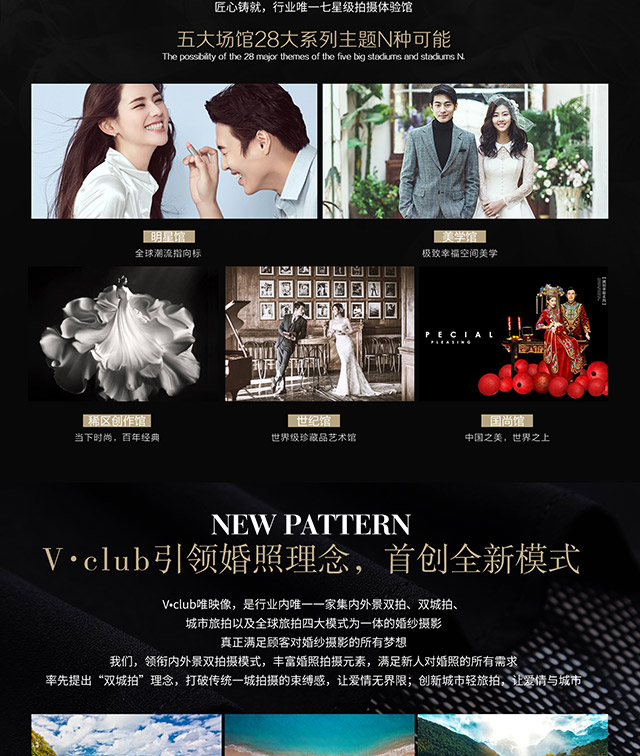 匠心铸就，行业唯一七星级拍摄体验馆
五大场馆28大系列主题N种可能
The possibility of the 28 major themes of the five big stadiums and stadiums N.
明星馆
美学馆
全球潮流指向标
极致幸福空间美学
PECIAL
PLEASING
稀区创作馆
世纪馆
国尚馆
当下时尚，百年经典
世界级珍藏品艺术馆
中国之美，世界之上
NEW PATTERN
V·club引领婚照理念，首创全新模式
V•club唯映像，是行业内唯一一家集内外景双拍、双城拍、
城市旅拍以及全球旅拍四大模式为一体的婚纱摄影
真正满足顾客对婚纱摄影的所有梦想
我们，领衔内外景双拍摄模式，丰富婚照拍摄元素，满足新人对婚照的所有需求
率先提出“双城拍”理念，打破传统一城拍摄的束缚感，让爱情无界限；创新城市轻旅拍，让爱情与城市